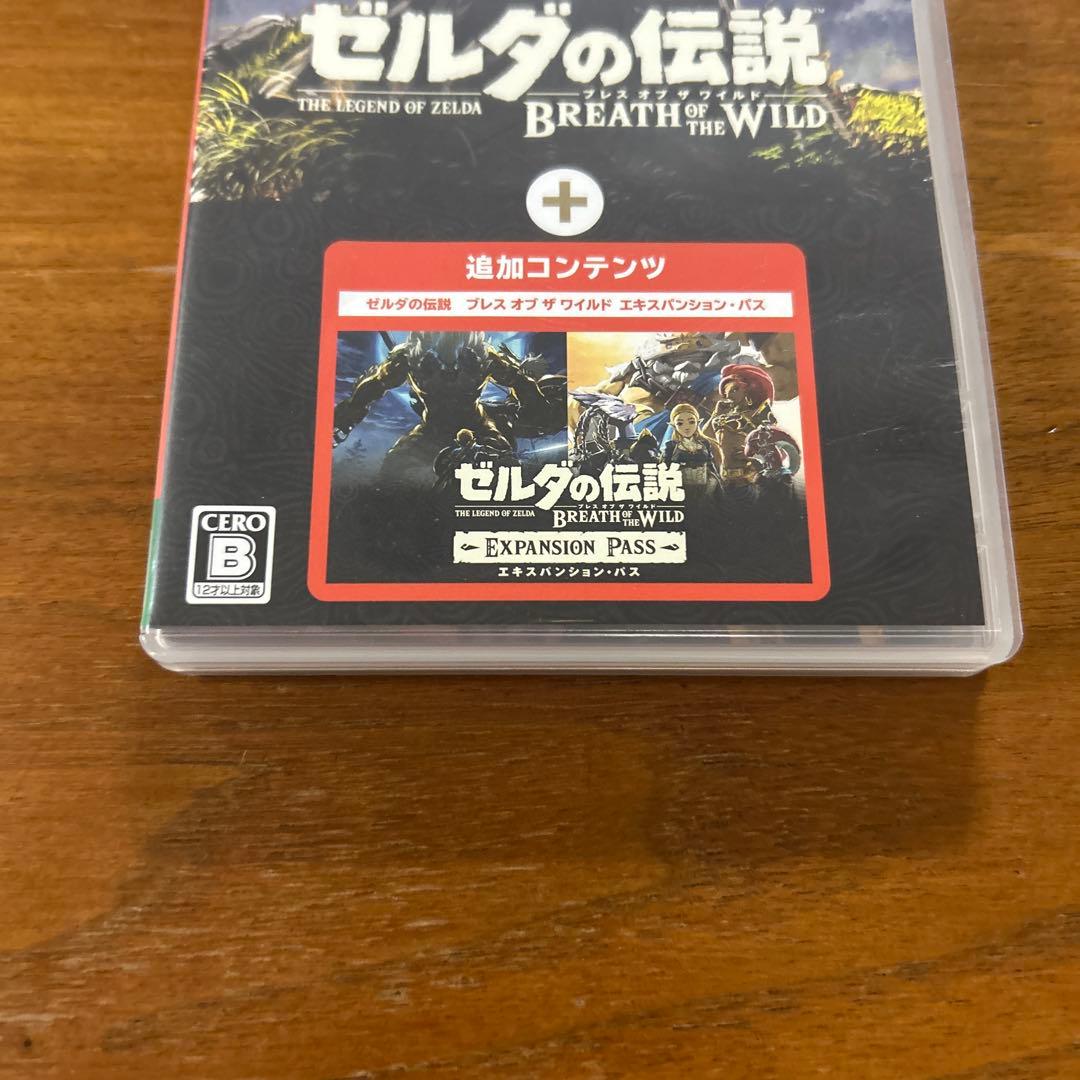 ゼルダの伝説™
ブレス オブ ザ ワイルド
THE LEGEND OF ZELDA BREATH OF THE WILD
+
追加コンテンツ
ゼルダの伝説 ブレス オブ ザ ワイルド エキスパンション・パス
ゼルダの伝説
ブレス オブ ザ ワイルド
THE LEGEND OF ZELDA BREATH OF THE WILD
EXPANSION PASS
エキスパンション・パス
CERO
B
12才以上対象